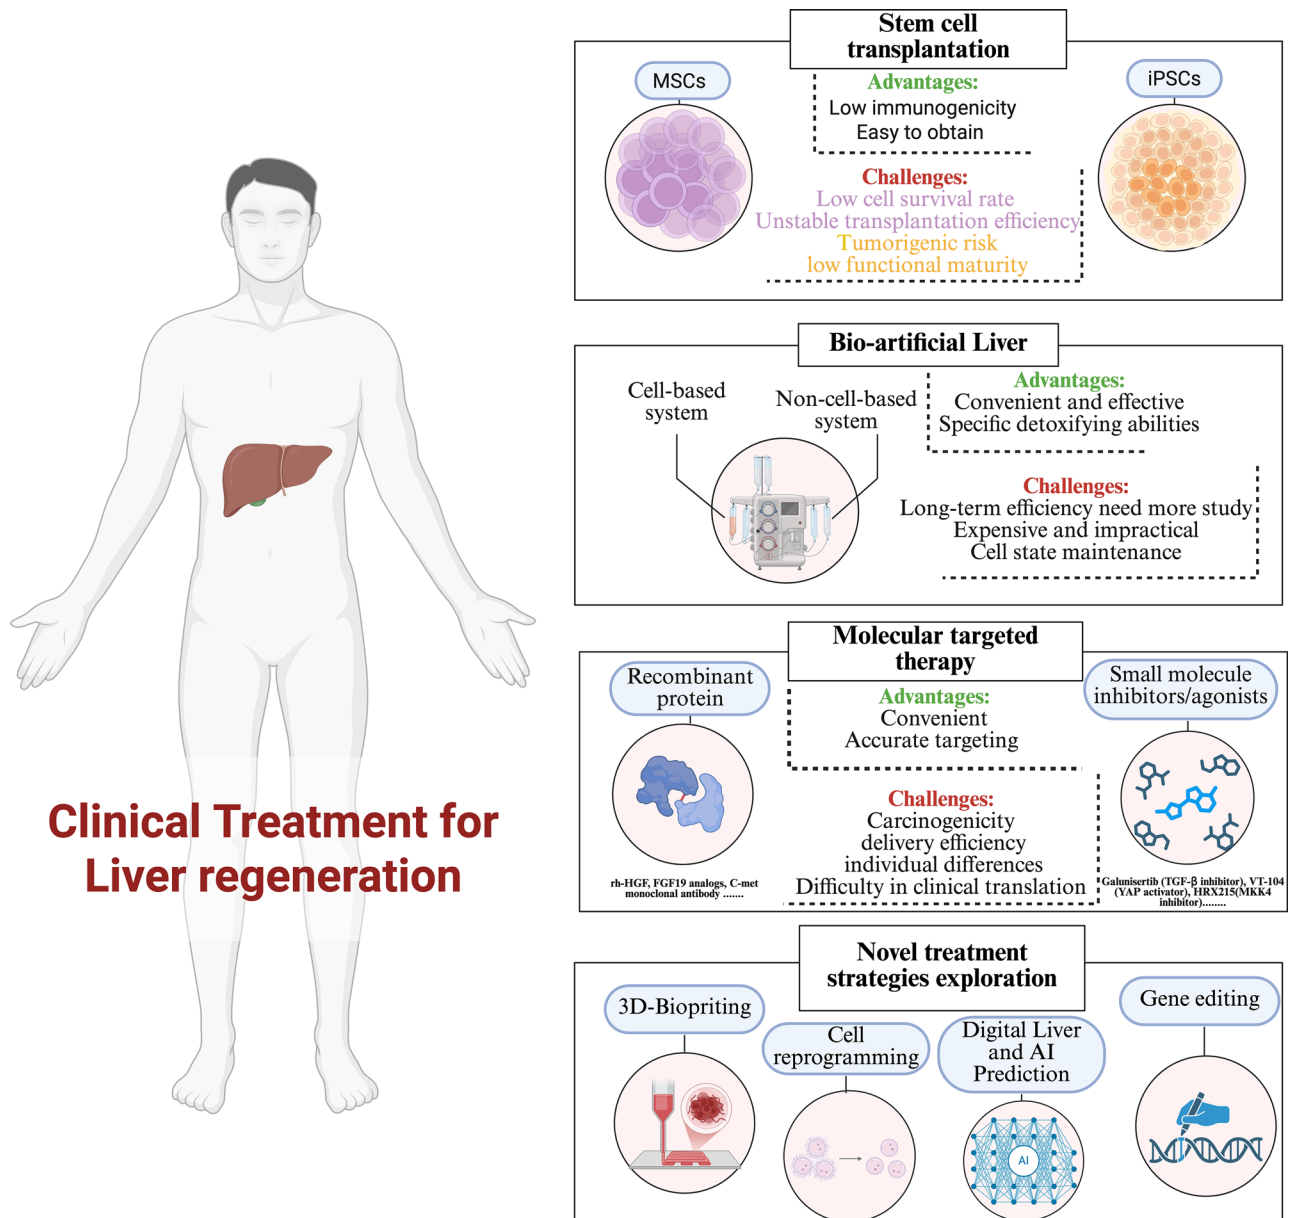 Clinical Treatment for
Liver regeneration
Stem cell
transplantation
MSCs
iPSCs
Advantages:
Low immunogenicity
Easy to obtain
Challenges:
Low cell survival rate
Unstable transplantation efficiency
Tumorigenic risk
low functional maturity
Bio-artificial Liver
Cell-based
system
Non-cell-based
system
Advantages:
Convenient and effective
Specific detoxifying abilities
Challenges:
Long-term efficiency need more study
Expensive and impractical
Cell state maintenance
Molecular targeted
therapy
Recombinant
protein
rh-HGF, FGF19 analogs, C-met
monoclonal antibody .......
Advantages:
Convenient
Accurate targeting
Challenges:
Carcinogenicity
delivery efficiency
individual differences
Difficulty in clinical translation
Small molecule
inhibitors/agonists
Galunisertib (TGF-β inhibitor), VT-104
(YAP activator), HRX215(MKK4
inhibitor)........
Novel treatment
strategies exploration
3D-Biopriting
Cell
reprogramming
Digital Liver
and AI
Prediction
AI
Gene editing